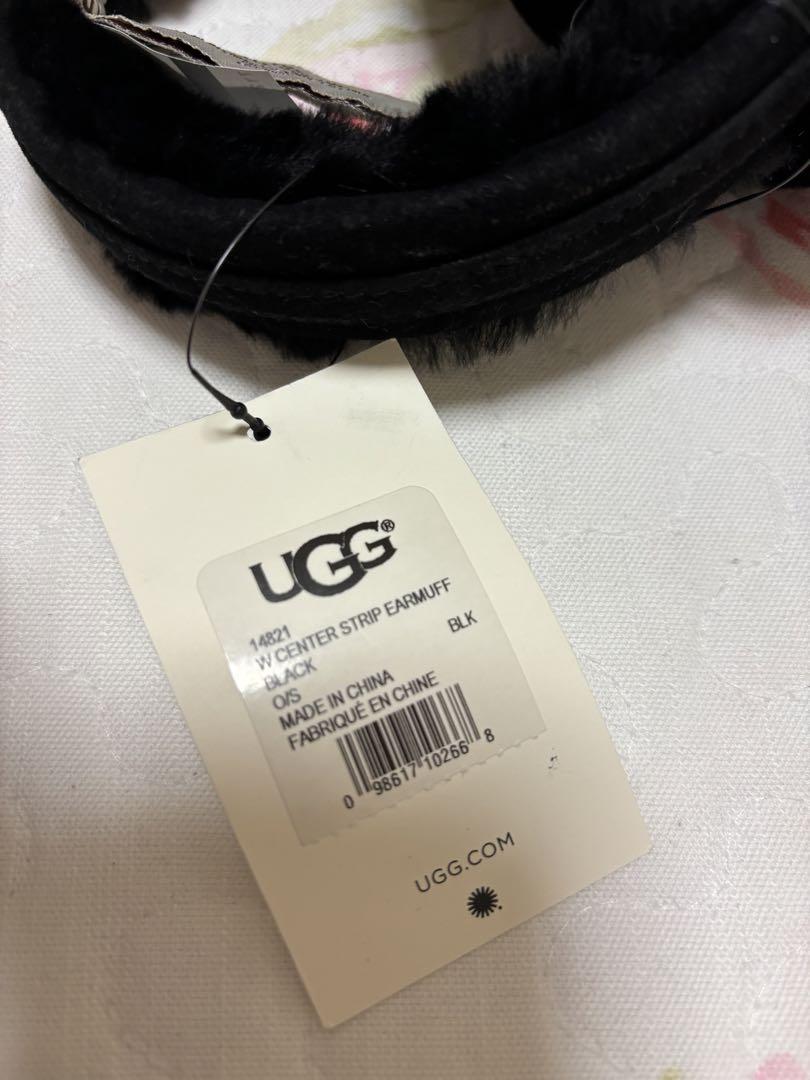 UGG®
14821
W CENTER STRIP EARMUFF
BLACK BLK
O/S
MADE IN CHINA
FABRIQUÉ EN CHINE
0 98617 10266 8
UGG.COM